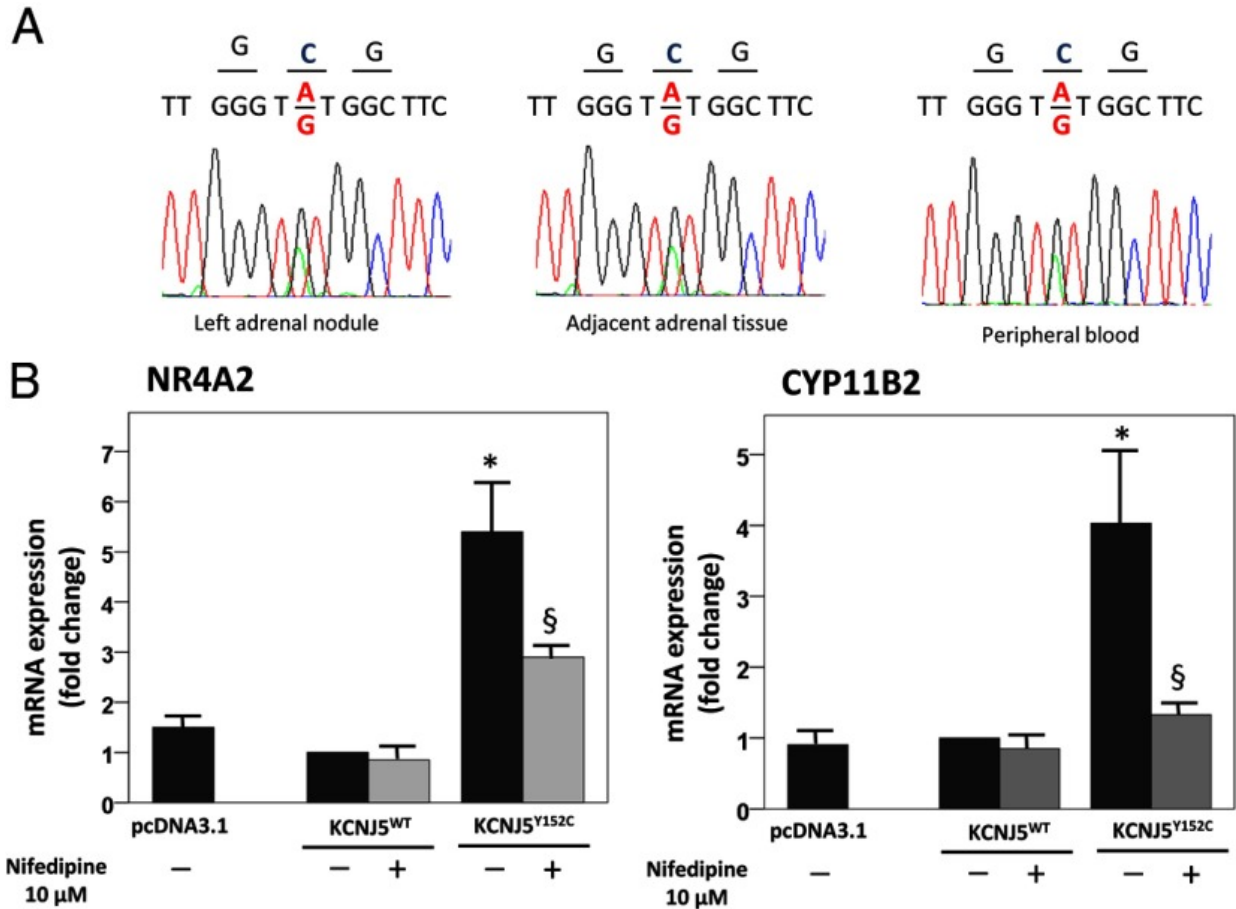 A
G C G
TT GGG T A T GGC TTC
G
Left adrenal nodule
G C G
TT GGG T A T GGC TTC
G
Adjacent adrenal tissue
G C G
TT GGG T A T GGC TTC
G
Peripheral blood
B
NR4A2
mRNA expression
(fold change)
7
6
5
4
3
2
1
0
*
§
pcDNA3.1
KCNJ5WT
KCNJ5Y152C
Nifedipine
10 µM
− − + − +
CYP11B2
mRNA expression
(fold change)
5
4
3
2
1
0
*
§
pcDNA3.1
KCNJ5WT
KCNJ5Y152C
Nifedipine
10 µM
− − + − +